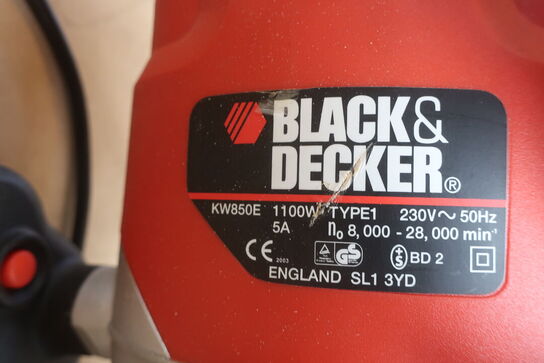 BLACK&
DECKER®
KW850E 1100W TYPE1 230V~50Hz
5A n₀ 8,000 - 28,000 min⁻¹
CE 2003 GS BD 2
ENGLAND SL1 3YD